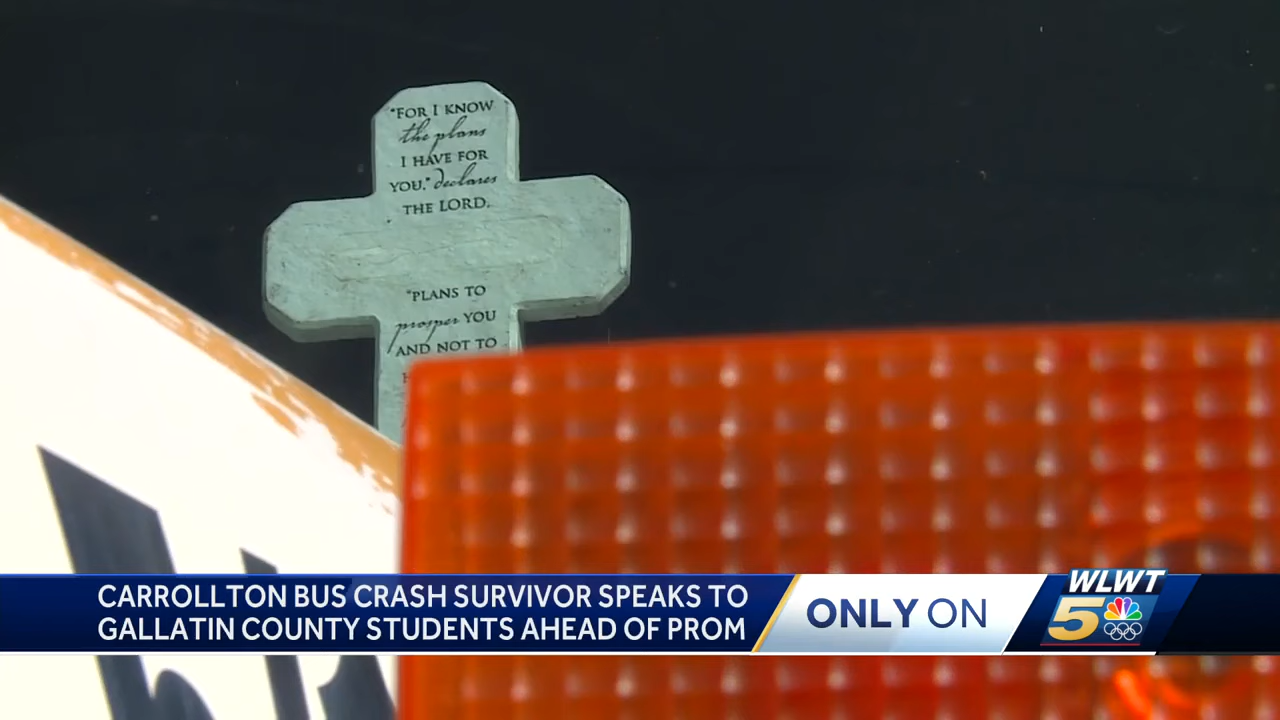 "FOR I KNOW
the plans
I HAVE FOR
YOU," declares
THE LORD,
"PLANS TO
prosper YOU
AND NOT TO
CARROLLTON BUS CRASH SURVIVOR SPEAKS TO
GALLATIN COUNTY STUDENTS AHEAD OF PROM
ONLY ON
WLWT
5